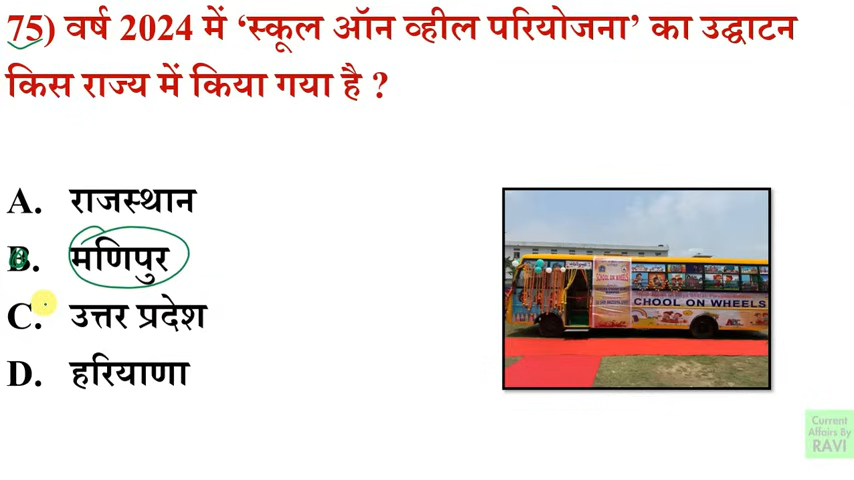 75) वर्ष 2024 में ‘स्कूल ऑन व्हील परियोजना’ का उद्घाटन
किस राज्य में किया गया है ?
A. राजस्थान
B. मणिपुर
C. उत्तर प्रदेश
D. हरियाणा
CHOOL ON WHEELS
Current
Affairs By
RAVI